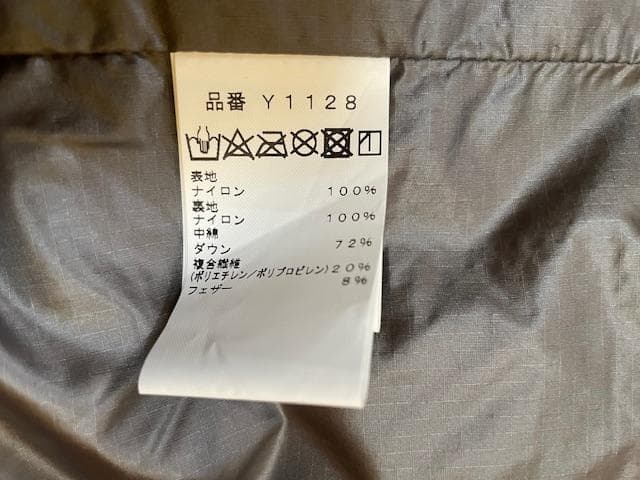 品番 Y1128
表地
ナイロン 100%
裏地
ナイロン 100%
中綿
ダウン 72%
複合繊維
(ポリエチレン/ポリプロピレン)20%
フェザー 8%